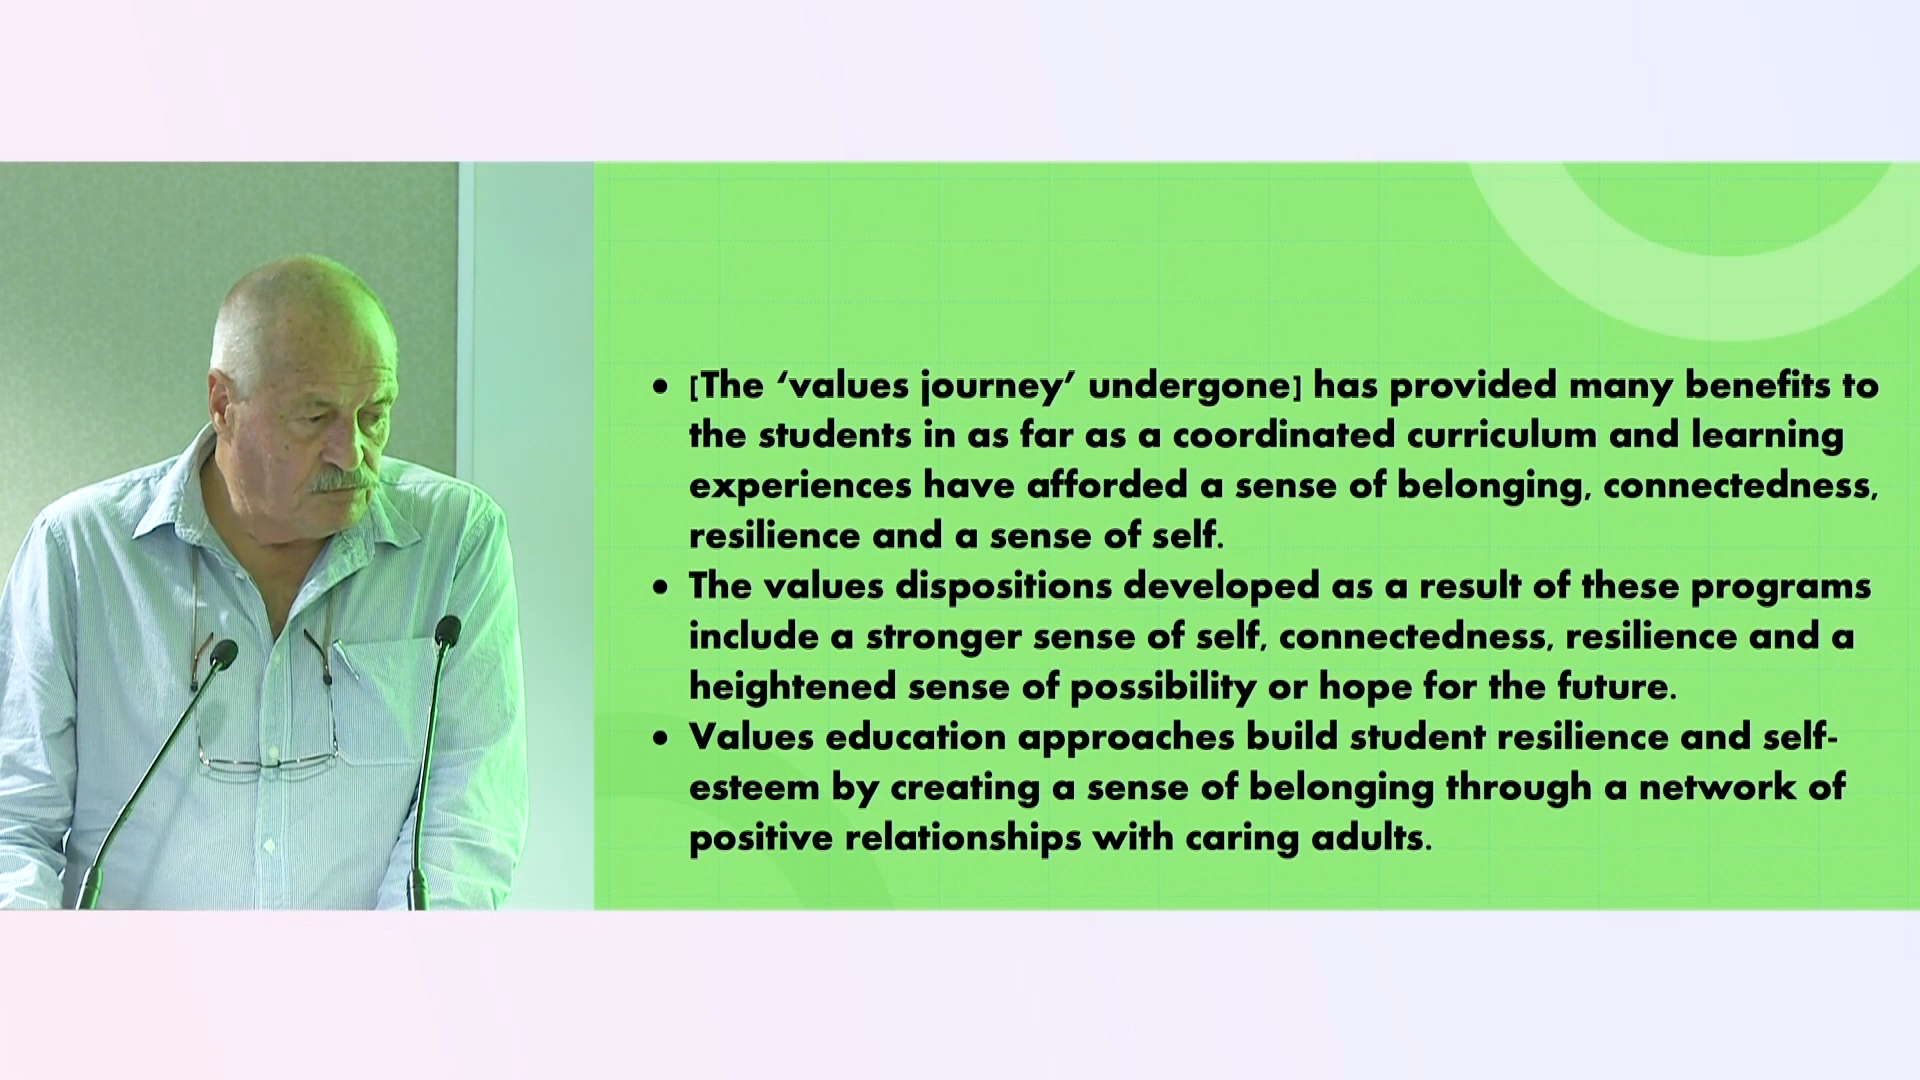 • [The ‘values journey’ undergone] has provided many benefits to
the students in as far as a coordinated curriculum and learning
experiences have afforded a sense of belonging, connectedness,
resilience and a sense of self.
• The values dispositions developed as a result of these programs
include a stronger sense of self, connectedness, resilience and a
heightened sense of possibility or hope for the future.
• Values education approaches build student resilience and self-
esteem by creating a sense of belonging through a network of
positive relationships with caring adults.